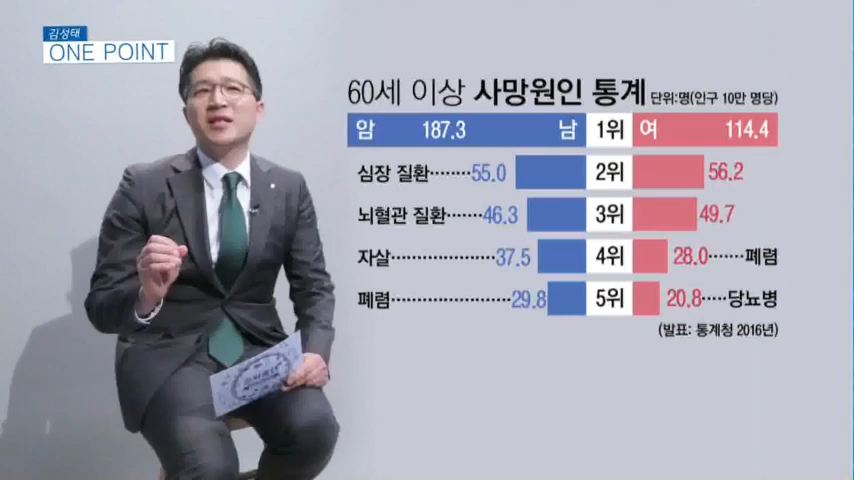 김성태
ONE POINT
60세 이상 사망원인 통계 단위:명(인구 10만 명당)
암 187.3 남 1위 여 114.4
심장 질환·······55.0 2위 56.2
뇌혈관 질환······46.3 3위 49.7
자살··················37.5 4위 28.0·······폐렴
폐렴····················29.8 5위 20.8·····당뇨병
(발표: 통계청 2016년)